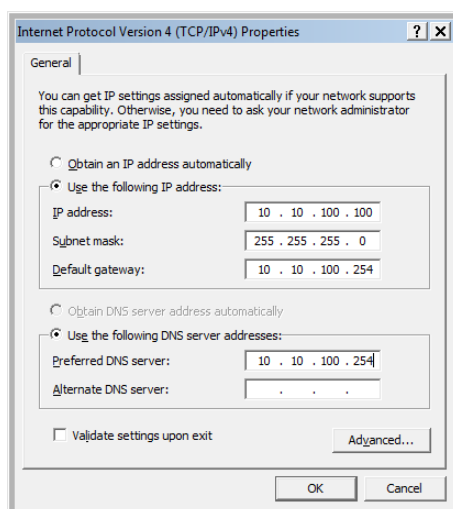 Internet Protocol Version 4 (TCP/IPv4) Properties ? X
General
You can get IP settings assigned automatically if your network supports
this capability. Otherwise, you need to ask your network administrator
for the appropriate IP settings.
Obtain an IP address automatically
Use the following IP address:
IP address: 10 . 10 . 100 . 100
Subnet mask: 255 . 255 . 255 . 0
Default gateway: 10 . 10 . 100 . 254
Obtain DNS server address automatically
Use the following DNS server addresses:
Preferred DNS server: 10 . 10 . 100 . 254
Alternate DNS server: . . .
Validate settings upon exit
Advanced...
OK Cancel